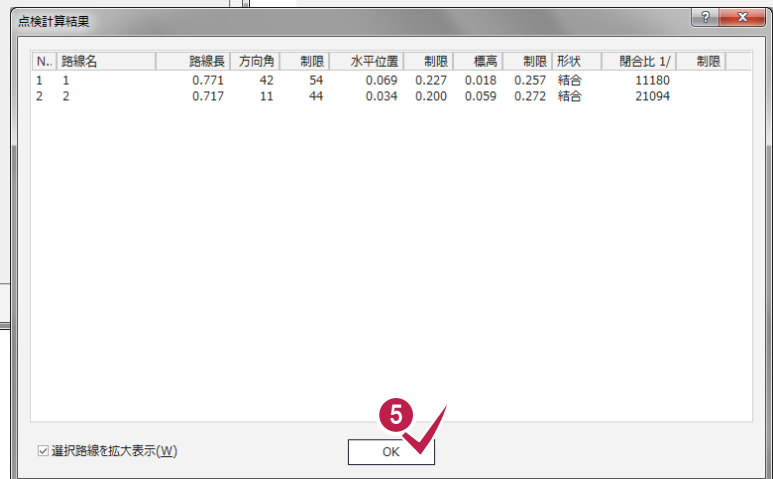 点検計算結果
N.. 路線名 路線長 方向角 制限 水平位置 制限 標高 制限 形状 閉合比 1/ 制限
1 1 0.771 42 54 0.069 0.227 0.018 0.257 結合 11180
2 2 0.717 11 44 0.034 0.200 0.059 0.272 結合 21094
5
選択路線を拡大表示(W)
OK